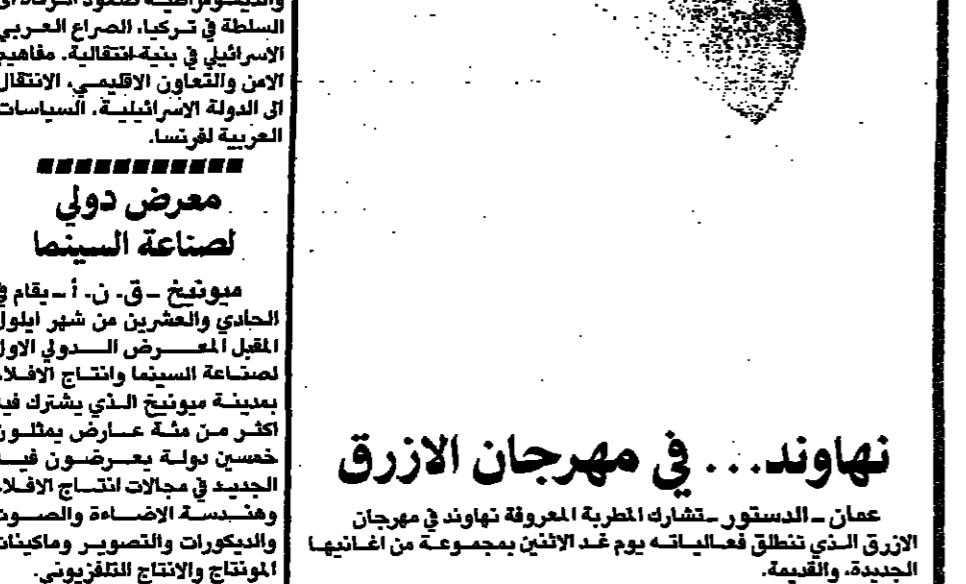 السلطة في تركيا، الصراع العربي
الاسرائيلي في بنية انتقالية. مفاهيم
الامن والتعاون الاقليمي، الانتقال
الى الدولة الاسرائيلية، السياسات
العربية لفرنسا.
معرض دولي
لصناعة السينما
ميونيخ ـ ق. ن. أ ـ يقام في
الحادي والعشرين من شهر ايلول
المقبل المعرض الدولي الاول
لصناعة السينما وانتاج الافلام
بمدينة ميونيخ الذي يشترك فيه
اكثر من مئة عارض يمثلون
خمسين دولة يعرضون فيه
الجديد في مجالات انتاج الافلام
وهندسة الاضاءة والصوت
والديكورات والتصوير وماكينات
المونتاج والانتاج التلفزيوني.
نهاوند... في مهرجان الازرق
عمان ـ الدستور ـ تشارك المطربة المعروفة نهاوند في مهرجان
الازرق الذي تنطلق فعالياته يوم غد الاثنين بمجموعة من اغانيها
الجديدة، والقديمة.